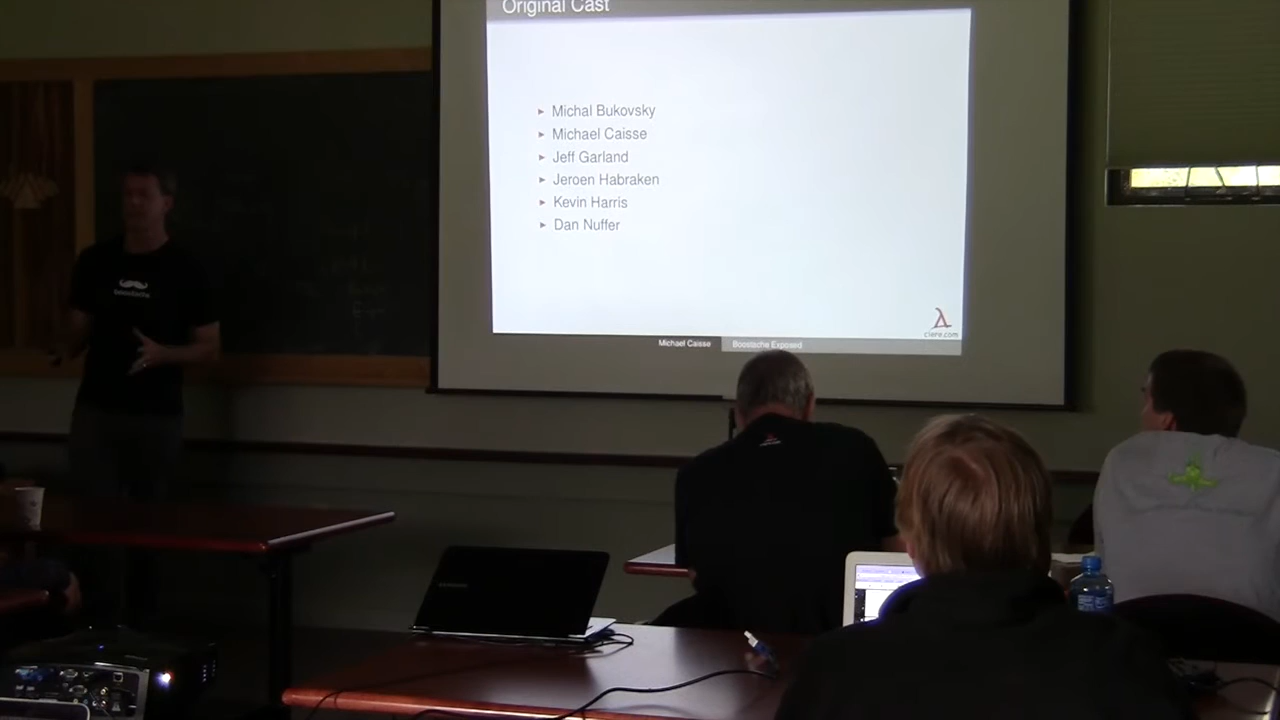 Original Cast
Michal Bukovsky
Michael Caisse
Jeff Garland
Jeroen Habraken
Kevin Harris
Dan Nuffer
ciere.com
Michael Caisse
Boostache Exposed